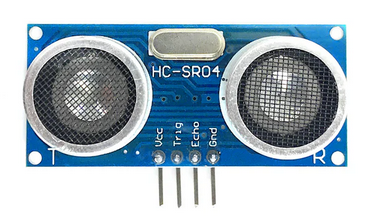 HC-SR04
Vcc
Trig
Echo
Gnd
T
R